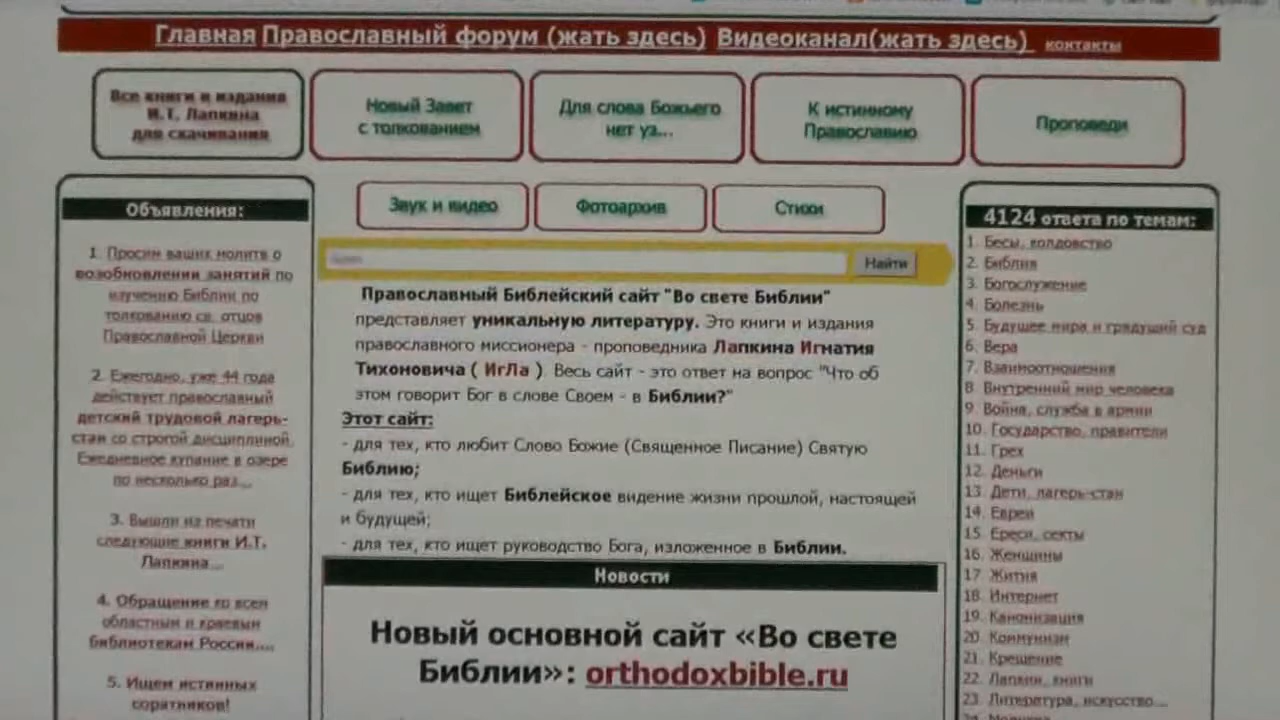 Главная Православный форум (жать здесь) Видеоканал(жать здесь) контакты
Все книги и издания
И.Т. Лапкина
для скачивания
Новый Завет
с толкованием
Для слова Божьего
нет уз...
К истинному
Православию
Проповеди
Звук и видео
Фотоархив
Стихи
Объявления:
1. Просим ваших молитв о
возобновлении занятий по
изучению Библии по
толкованию св. отцов
Православной Церкви
2. Ежегодно, уже 44 года
действует православный
детский трудовой лагерь-
стан со строгой дисциплиной.
Ежедневное купание в озере
по несколько раз...
3. Вышли из печати
следующие книги И.Т.
Лапкина...
4. Обращение ко всем
областным и краевым
библиотекам России....
5. Ищем истинных
соратников!
Найти
Православный Библейский сайт "Во свете Библии"
представляет уникальную литературу. Это книги и издания
православного миссионера - проповедника Лапкина Игнатия
Тихоновича ( ИгЛа ). Весь сайт - это ответ на вопрос "Что об
этом говорит Бог в слове Своем - в Библии?"
Этот сайт:
- для тех, кто любит Слово Божие (Священное Писание) Святую
Библию;
- для тех, кто ищет Библейское видение жизни прошлой, настоящей
и будущей;
- для тех, кто ищет руководство Бога, изложенное в Библии.
Новости
Новый основной сайт «Во свете
Библии»: orthodoxbible.ru
4124 ответа по темам:
1. Бесы, колдовство
2. Библия
3. Богослужение
4. Болезнь
5. Будущее мира и грядущий суд
6. Вера
7. Взаимоотношения
8. Внутренний мир человека
9. Война, служба в армии
10. Государство, правители
11. Грех
12. Деньги
13. Дети, лагерь-стан
14. Евреи
15. Ереси, секты
16. Женщины
17. Жития
18. Интернет
19. Канонизация
20. Коммунизм
21. Крещение
22. Лапкин, книги
23. Литература, искусство...